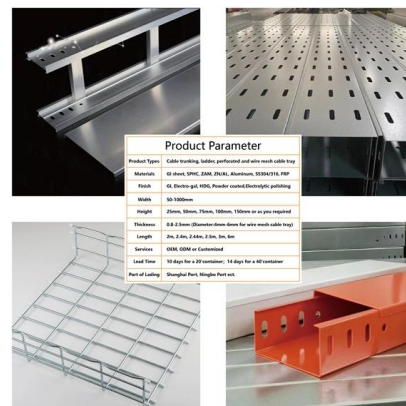 Product Parameter
Product Types Cable trunking, ladder, perforated and wire mesh cable tray
Materials GI sheet, SPHC, ZAM, ZN/AL, Aluminum, SS304/316, FRP
Finish GI, Electro-gal, HDG, Powder coated,Electrolytic polishing
Width 50-1000mm
Height 25mm, 50mm, 75mm, 100mm, 150mm or as you required
Thickness 0.8-2.5mm (Diameter:4mm-6mm for wire mesh cable tray)
Length 2m, 2.4m, 2.44m, 2.5m, 3m, 6m
Services OEM, ODM or Customized
Lead Time 10 days for a 20'container; 14 days for a 40'container
Port of Lading Shanghai Port, Ningbo Port ect.